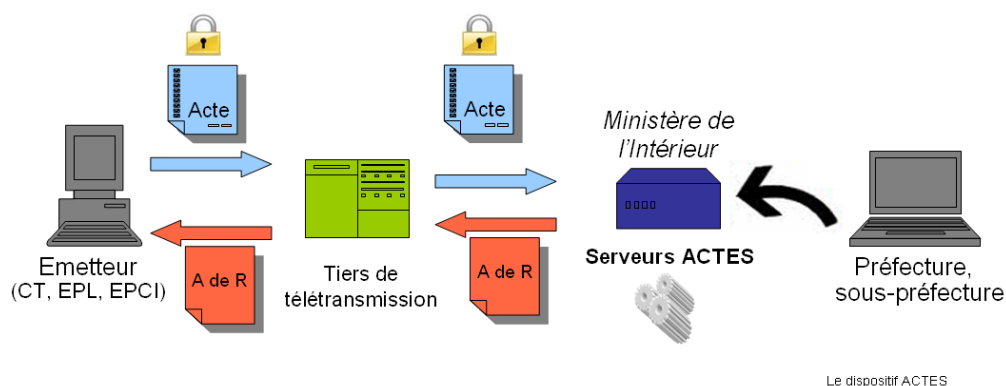 Acte
Acte
Ministère de
l'Intérieur
Emetteur
(CT, EPL, EPCI)
A de R
Tiers de
télétransmission
A de R
Serveurs ACTES
Préfecture,
sous-préfecture
Le dispositif ACTES